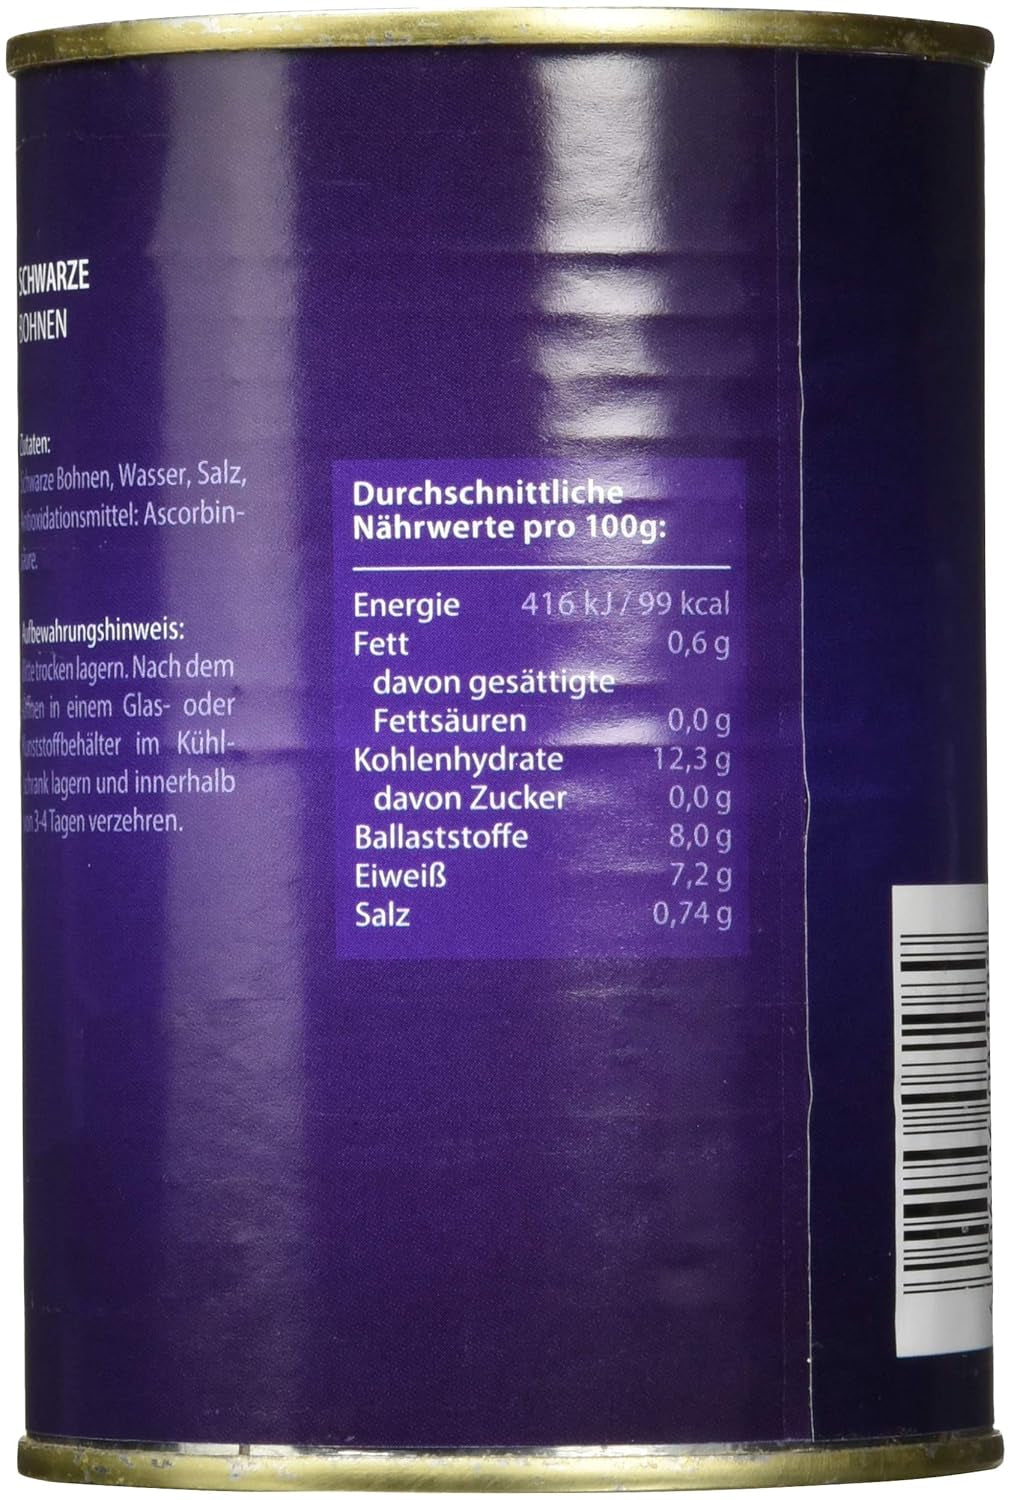 SCHWARZE
BOHNEN
Zutaten:
Schwarze Bohnen, Wasser, Salz,
Antioxidationsmittel: Ascorbin-
säure.
Aufbewahrungshinweis:
Bitte trocken lagern. Nach dem
Öffnen in einem Glas- oder
Kunststoffbehälter im Kühl-
schrank lagern und innerhalb
von 3-4 Tagen verzehren.
Durchschnittliche
Nährwerte pro 100g:
Energie 416 kJ / 99 kcal
Fett 0,6 g
davon gesättigte
Fettsäuren 0,0 g
Kohlenhydrate 12,3 g
davon Zucker 0,0 g
Ballaststoffe 8,0 g
Eiweiß 7,2 g
Salz 0,74 g